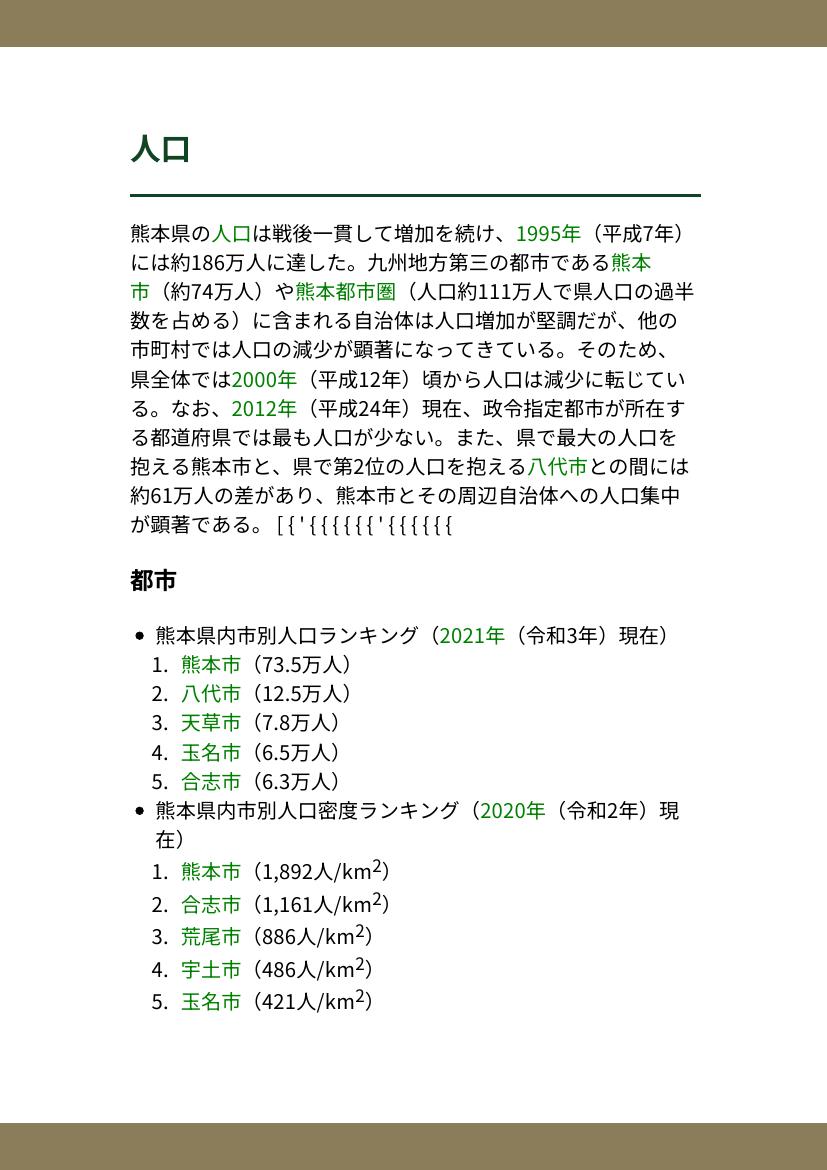 人口
熊本県の人口は戦後一貫して増加を続け、1995年（平成7年）
には約186万人に達した。九州地方第三の都市である熊本
市（約74万人）や熊本都市圏（人口約111万人で県人口の過半
数を占める）に含まれる自治体は人口増加が堅調だが、他の
市町村では人口の減少が顕著になってきている。そのため、
県全体では2000年（平成12年）頃から人口は減少に転じてい
る。なお、2012年（平成24年）現在、政令指定都市が所在す
る都道府県では最も人口が少ない。また、県で最大の人口を
抱える熊本市と、県で第2位の人口を抱える八代市との間には
約61万人の差があり、熊本市とその周辺自治体への人口集中
が顕著である。 [ { ' { { { { { { ' { { { { { {
都市
• 熊本県内市別人口ランキング（2021年（令和3年）現在）
1. 熊本市（73.5万人）
2. 八代市（12.5万人）
3. 天草市（7.8万人）
4. 玉名市（6.5万人）
5. 合志市（6.3万人）
• 熊本県内市別人口密度ランキング（2020年（令和2年）現
在）
1. 熊本市（1,892人/km²）
2. 合志市（1,161人/km²）
3. 荒尾市（886人/km²）
4. 宇土市（486人/km²）
5. 玉名市（421人/km²）